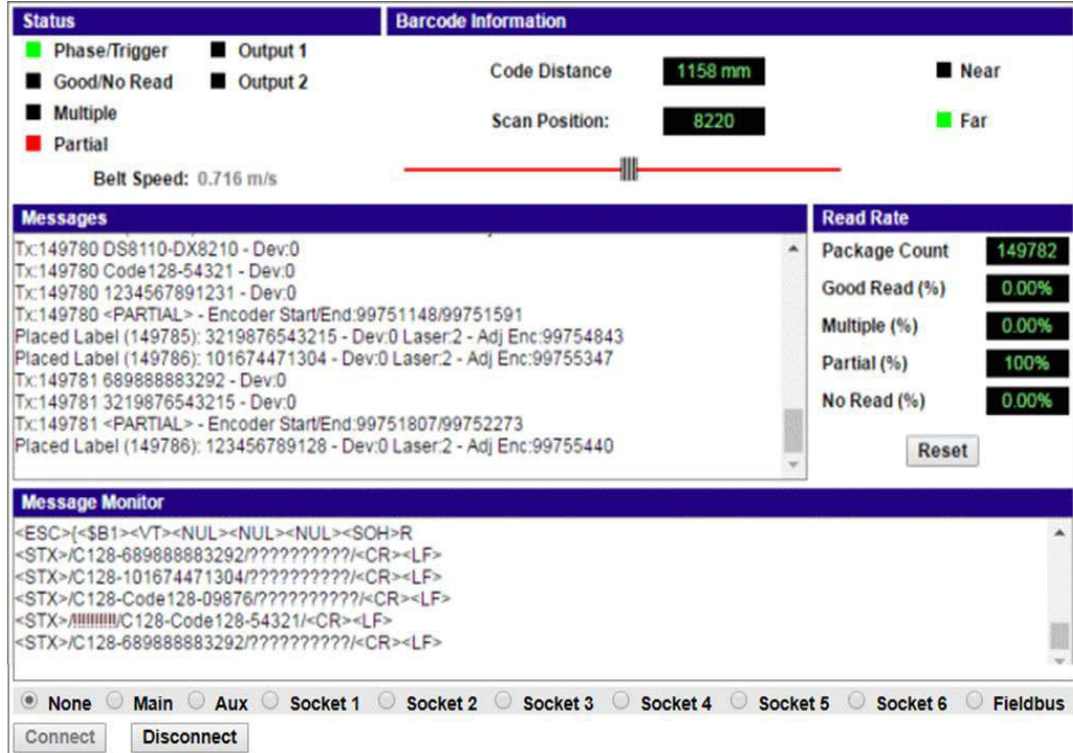 Status
Barcode Information
Phase/Trigger
Output 1
Good/No Read
Output 2
Multiple
Partial
Belt Speed: 0.716 m/s
Code Distance 1158 mm
Near
Scan Position: 8220
Far
Messages
Tx:149780 DS8110-DX8210 - Dev:0
Tx:149780 Code128-54321 - Dev:0
Tx:149780 1234567891231 - Dev:0
Tx:149780 <PARTIAL> - Encoder Start/End:99751148/99751591
Placed Label (149785): 3219876543215 - Dev:0 Laser:2 - Adj Enc:99754843
Placed Label (149786): 101674471304 - Dev:0 Laser:2 - Adj Enc:99755347
Tx:149781 689888883292 - Dev:0
Tx:149781 3219876543215 - Dev:0
Tx:149781 <PARTIAL> - Encoder Start/End:99751807/99752273
Placed Label (149786): 123456789128 - Dev:0 Laser:2 - Adj Enc:99755440
Read Rate
Package Count 149782
Good Read (%) 0.00%
Multiple (%) 0.00%
Partial (%) 100%
No Read (%) 0.00%
Reset
Message Monitor
<ESC>{<$B1><VT><NUL><NUL><NUL><SOH>R
<STX>/C128-689888883292/??????????/<CR><LF>
<STX>/C128-101674471304/??????????/<CR><LF>
<STX>/C128-Code128-09876/??????????/<CR><LF>
<STX>/!!!!!!!!!!/C128-Code128-54321/<CR><LF>
<STX>/C128-689888883292/??????????/<CR><LF>
None Main Aux Socket 1 Socket 2 Socket 3 Socket 4 Socket 5 Socket 6 Fieldbus
Connect Disconnect